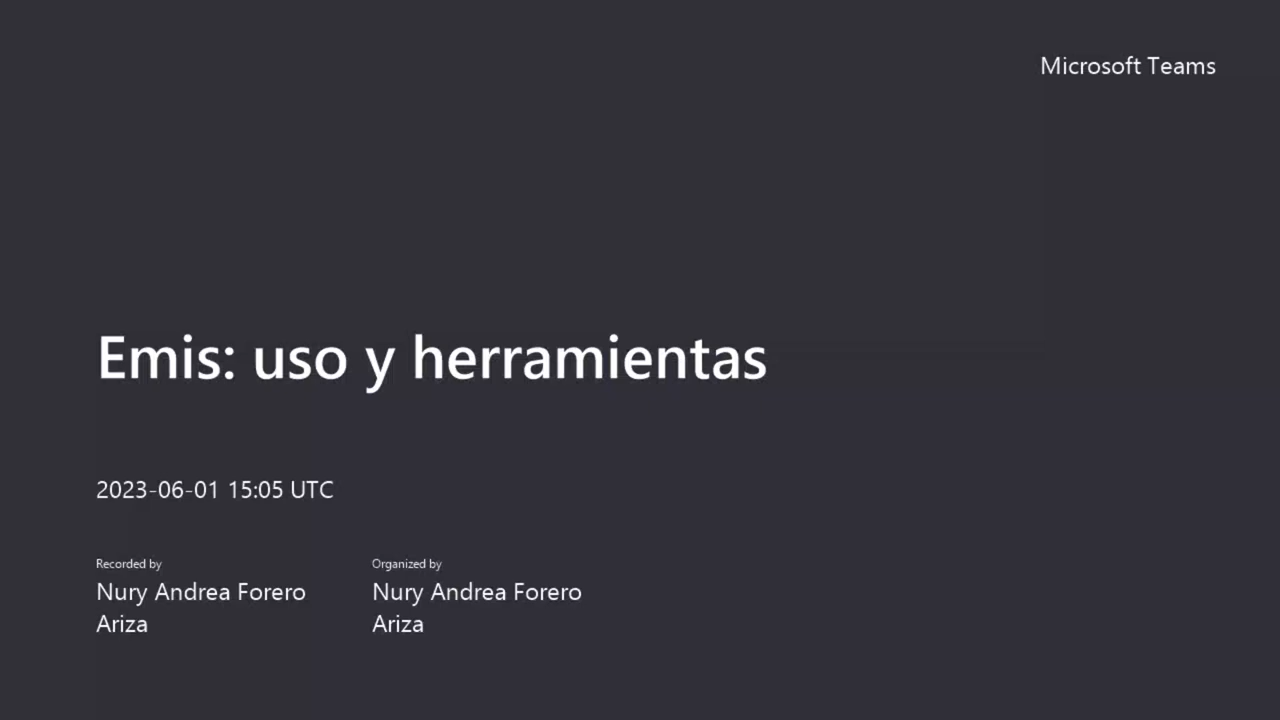 Microsoft Teams
Emis: uso y herramientas
2023-06-01 15:05 UTC
Recorded by
Nury Andrea Forero
Ariza
Organized by
Nury Andrea Forero
Ariza